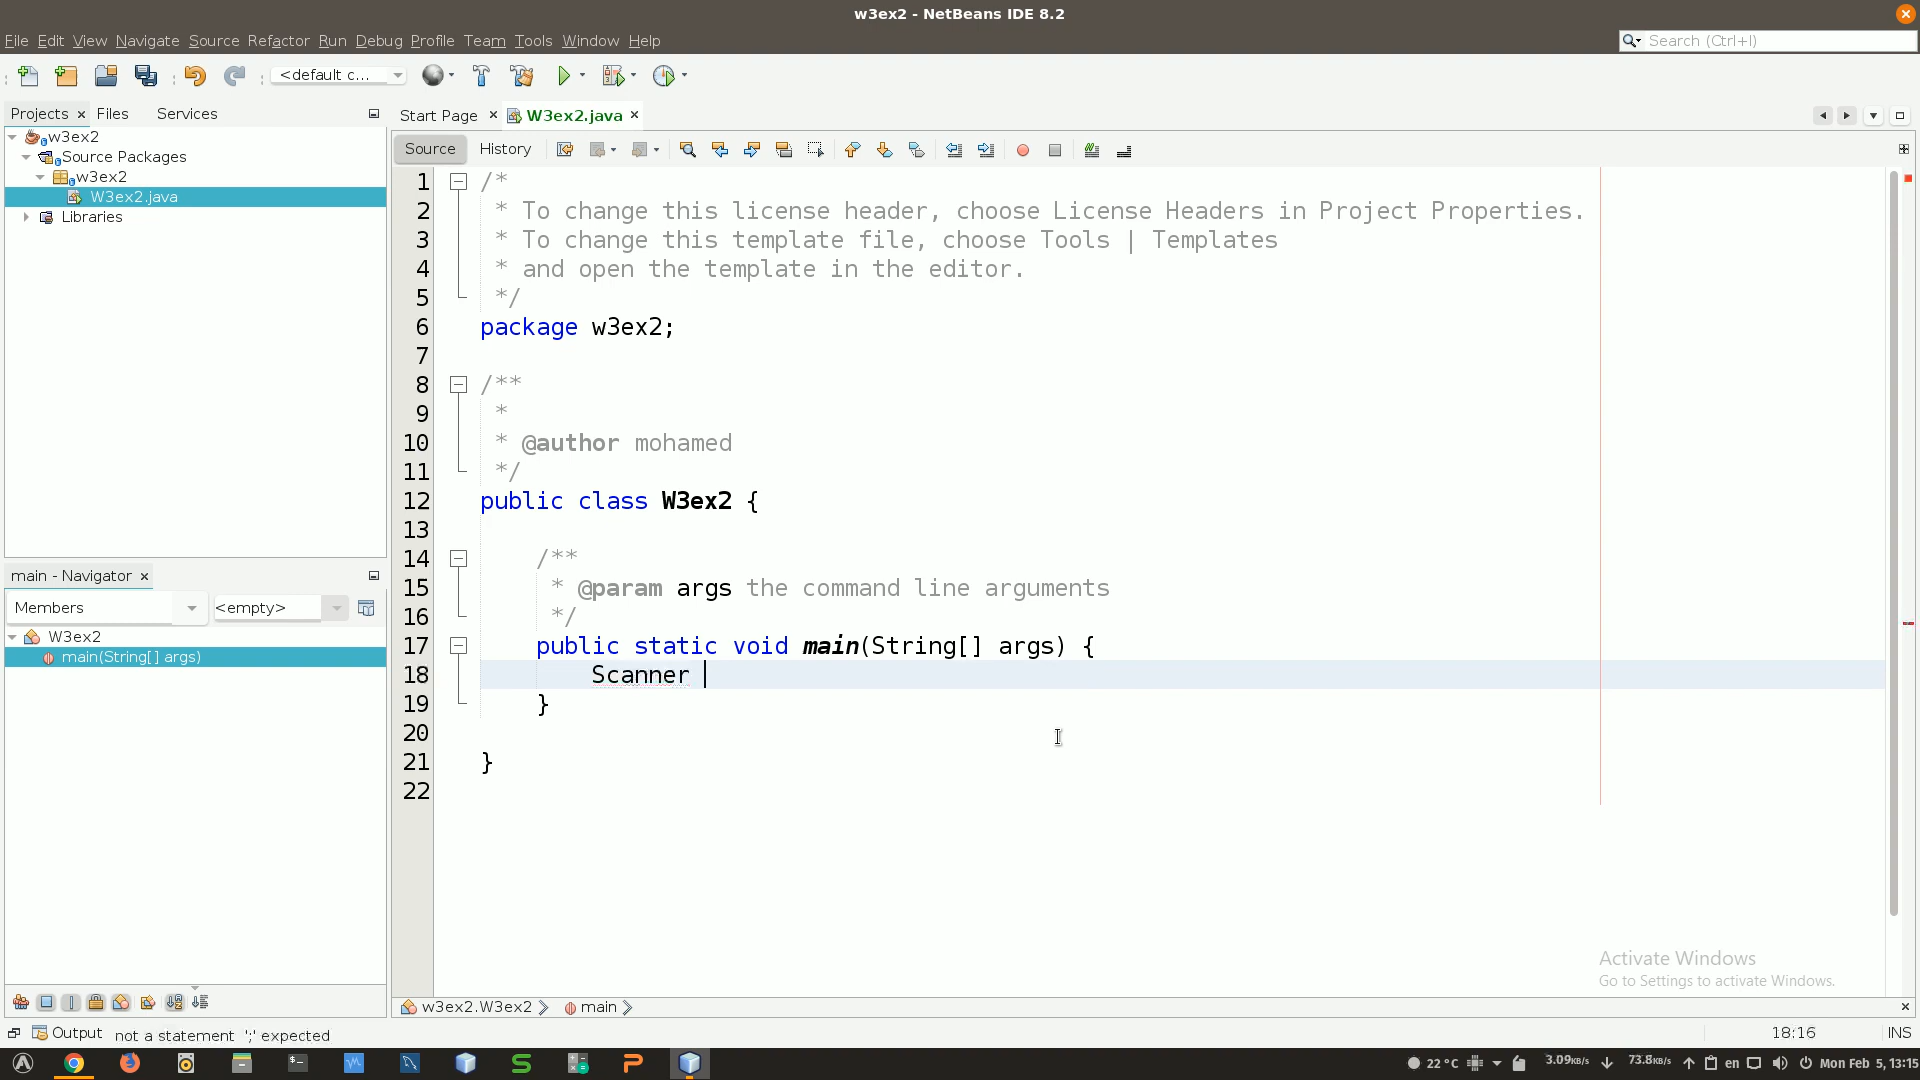 w3ex2 - NetBeans IDE 8.2
File Edit View Navigate Source Refactor Run Debug Profile Team Tools Window Help
Search (Ctrl+I)
<default c...
Projects Files Services
Start Page W3ex2.java
w3ex2
Source Packages
w3ex2
W3ex2.java
Libraries
Source History
1 /*
2 * To change this license header, choose License Headers in Project Properties.
3 * To change this template file, choose Tools | Templates
4 * and open the template in the editor.
5 */
6 package w3ex2;
7
8 /**
9 *
10 * @author mohamed
11 */
12 public class W3ex2 {
13
14 /**
15 * @param args the command line arguments
16 */
17 public static void main(String[] args) {
18 Scanner
19 }
20
21 }
22
main - Navigator
Members <empty>
W3ex2
main(String[] args)
Activate Windows
Go to Settings to activate Windows.
w3ex2.W3ex2 main
Output not a statement ';' expected
18:16 INS
22 °C 3.09KB/s 73.8KB/s en Mon Feb 5, 13:15